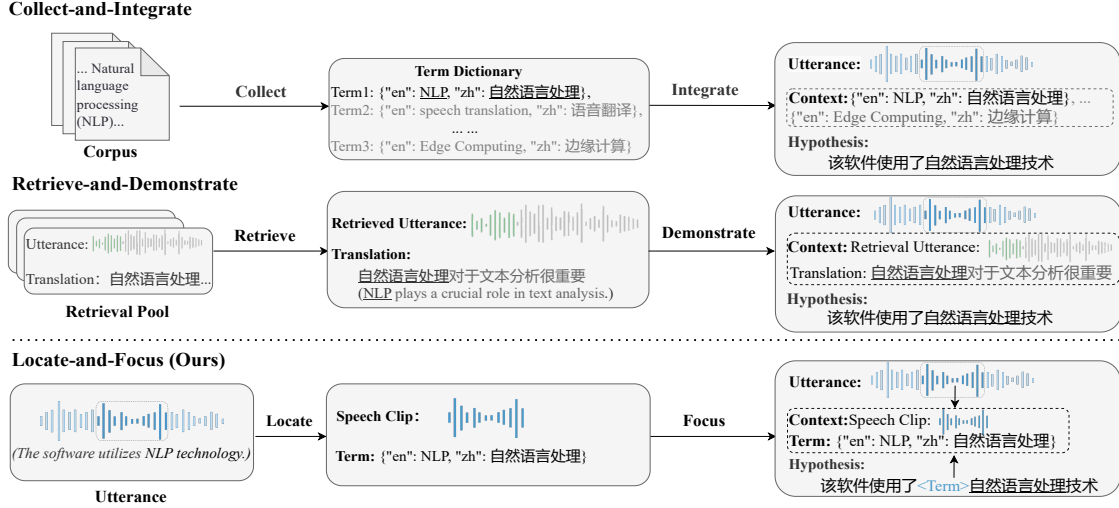 Collect-and-Integrate
... Natural
language
processing
(NLP)...
Corpus
Collect
Term Dictionary
Term1: {"en": NLP, "zh": 自然语言处理},
Term2: {"en": speech translation, "zh": 语音翻译},
... ...
Term3: {"en": Edge Computing, "zh": 边缘计算}
Integrate
Utterance:
Context:{"en": NLP, "zh": 自然语言处理}, ...
{"en": Edge Computing, "zh": 边缘计算}
Hypothesis:
该软件使用了自然语言处理技术
Retrieve-and-Demonstrate
Utterance:
Translation: 自然语言处理...
Retrieval Pool
Retrieve
Retrieved Utterance:
Translation:
自然语言处理对于文本分析很重要
(NLP plays a crucial role in text analysis.)
Demonstrate
Utterance:
Context: Retrieval Utterance:
Translation: 自然语言处理对于文本分析很重要
Hypothesis:
该软件使用了自然语言处理技术
Locate-and-Focus (Ours)
(The software utilizes NLP technology.)
Utterance
Locate
Speech Clip:
Term: {"en": NLP, "zh": 自然语言处理}
Focus
Utterance:
Context:Speech Clip:
Term: {"en": NLP, "zh": 自然语言处理}
Hypothesis:
该软件使用了<Term>自然语言处理技术